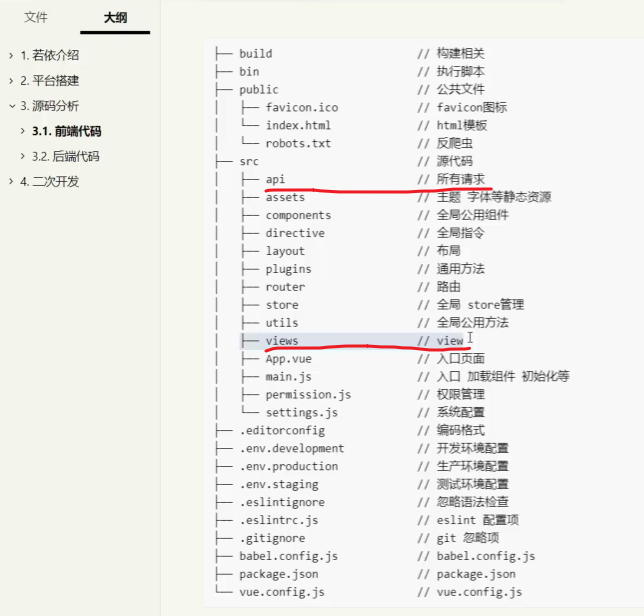 文件 大纲
1. 若依介绍
2. 平台搭建
3. 源码分析
3.1. 前端代码
3.2. 后端代码
4. 二次开发
├── build // 构建相关
├── bin // 执行脚本
├── public // 公共文件
│ ├── favicon.ico // favicon图标
│ └── index.html // html模板
│ └── robots.txt // 反爬虫
├── src // 源代码
│ ├── api // 所有请求
│ ├── assets // 主题 字体等静态资源
│ ├── components // 全局公用组件
│ ├── directive // 全局指令
│ ├── layout // 布局
│ ├── plugins // 通用方法
│ ├── router // 路由
│ ├── store // 全局 store管理
│ ├── utils // 全局公用方法
│ ├── views // view
│ ├── App.vue // 入口页面
│ ├── main.js // 入口 加载组件 初始化等
│ ├── permission.js // 权限管理
│ └── settings.js // 系统配置
├── .editorconfig // 编码格式
├── .env.development // 开发环境配置
├── .env.production // 生产环境配置
├── .env.staging // 测试环境配置
├── .eslintignore // 忽略语法检查
├── .eslintrc.js // eslint 配置项
├── .gitignore // git 忽略项
├── babel.config.js // babel.config.js
├── package.json // package.json
└── vue.config.js // vue.config.js